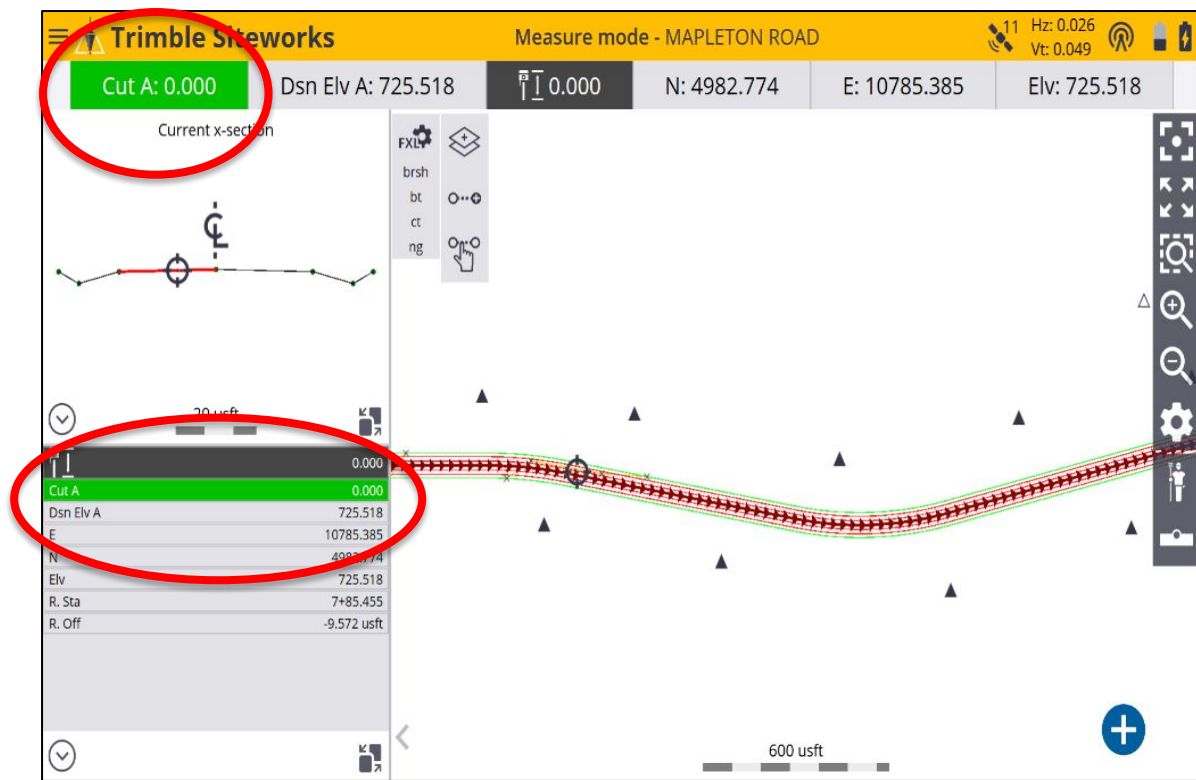 Trimble Siteworks
Measure mode - MAPLETON ROAD
11
Hz: 0.026
Vt: 0.049
Cut A: 0.000
Dsn Elv A: 725.518
0.000
N: 4982.774
E: 10785.385
Elv: 725.518
Current x-section
FXL
brsh
bt
ct
ng
20 usft
0.000
Cut A 0.000
Dsn Elv A 725.518
E 10785.385
N 4982.774
Elv 725.518
R. Sta 7+85.455
R. Off -9.572 usft
600 usft